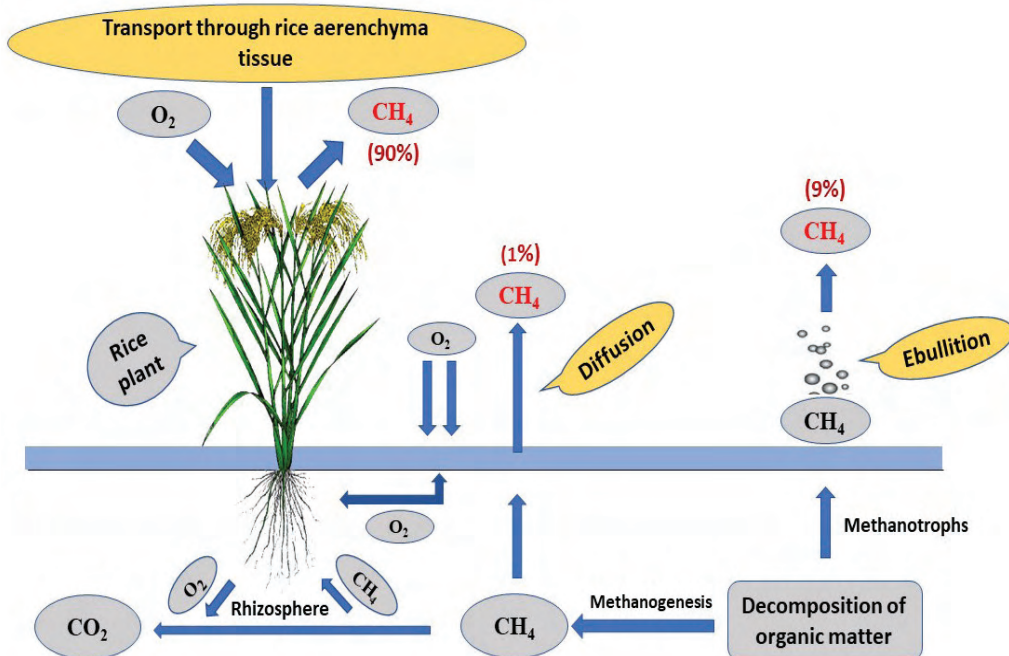 Transport through rice aerenchyma
tissue
O₂
CH₄
(90%)
(9%)
CH₄
(1%)
CH₄
Rice
plant
O₂
Diffusion
Ebullition
CH₄
O₂
Methanotrophs
O₂
Rhizosphere
CH₄
CO₂
CH₄
Methanogenesis
Decomposition of
organic matter